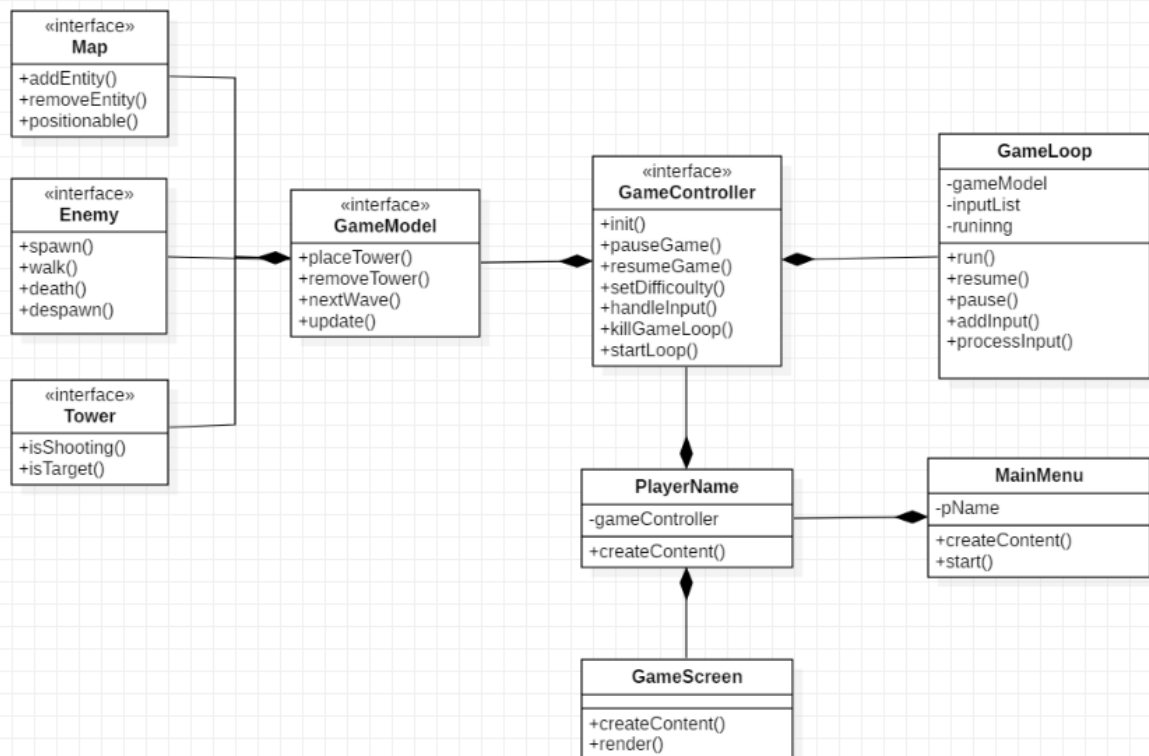 «interface»
Map
+addEntity()
+removeEntity()
+positionable()
«interface»
Enemy
+spawn()
+walk()
+death()
+despawn()
«interface»
Tower
+isShooting()
+isTarget()
«interface»
GameModel
+placeTower()
+removeTower()
+nextWave()
+update()
«interface»
GameController
+init()
+pauseGame()
+resumeGame()
+setDifficoulty()
+handleInput()
+killGameLoop()
+startLoop()
GameLoop
-gameModel
-inputList
-runinng
+run()
+resume()
+pause()
+addInput()
+processInput()
PlayerName
-gameController
+createContent()
MainMenu
-pName
+createContent()
+start()
GameScreen
+createContent()
+render()